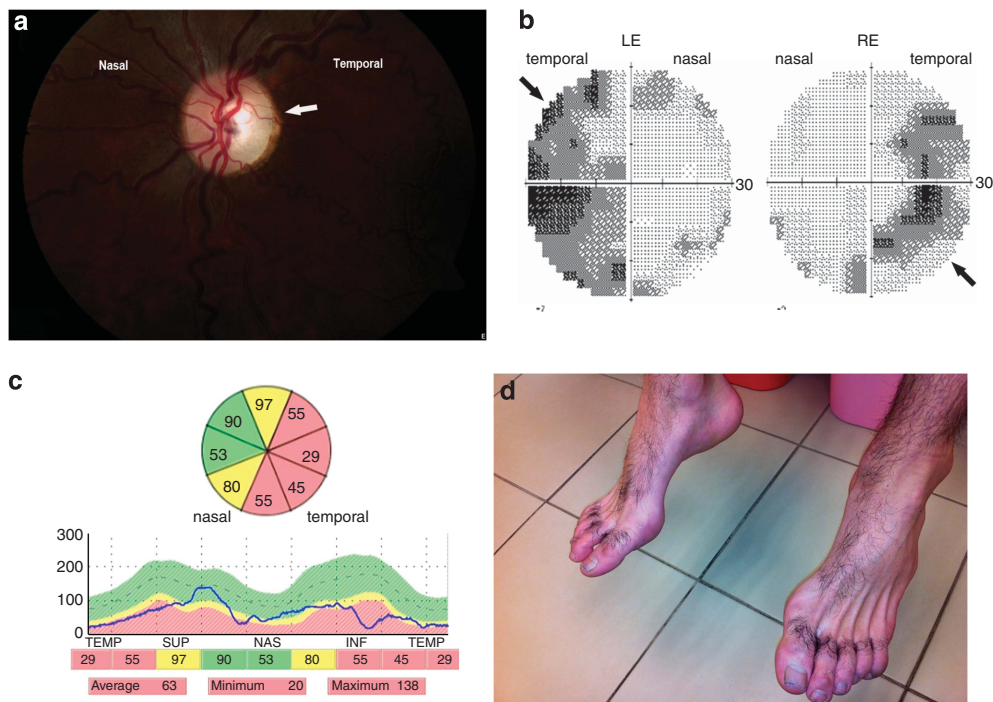 a
Nasal
Temporal
E
b
LE
RE
temporal
nasal
nasal
temporal
30
30
-7
c
97
55
90
29
53
45
80
55
nasal
temporal
300
200
100
0
TEMP
SUP
NAS
INF
TEMP
29
55
97
90
53
80
55
45
29
Average 63
Minimum 20
Maximum 138
d